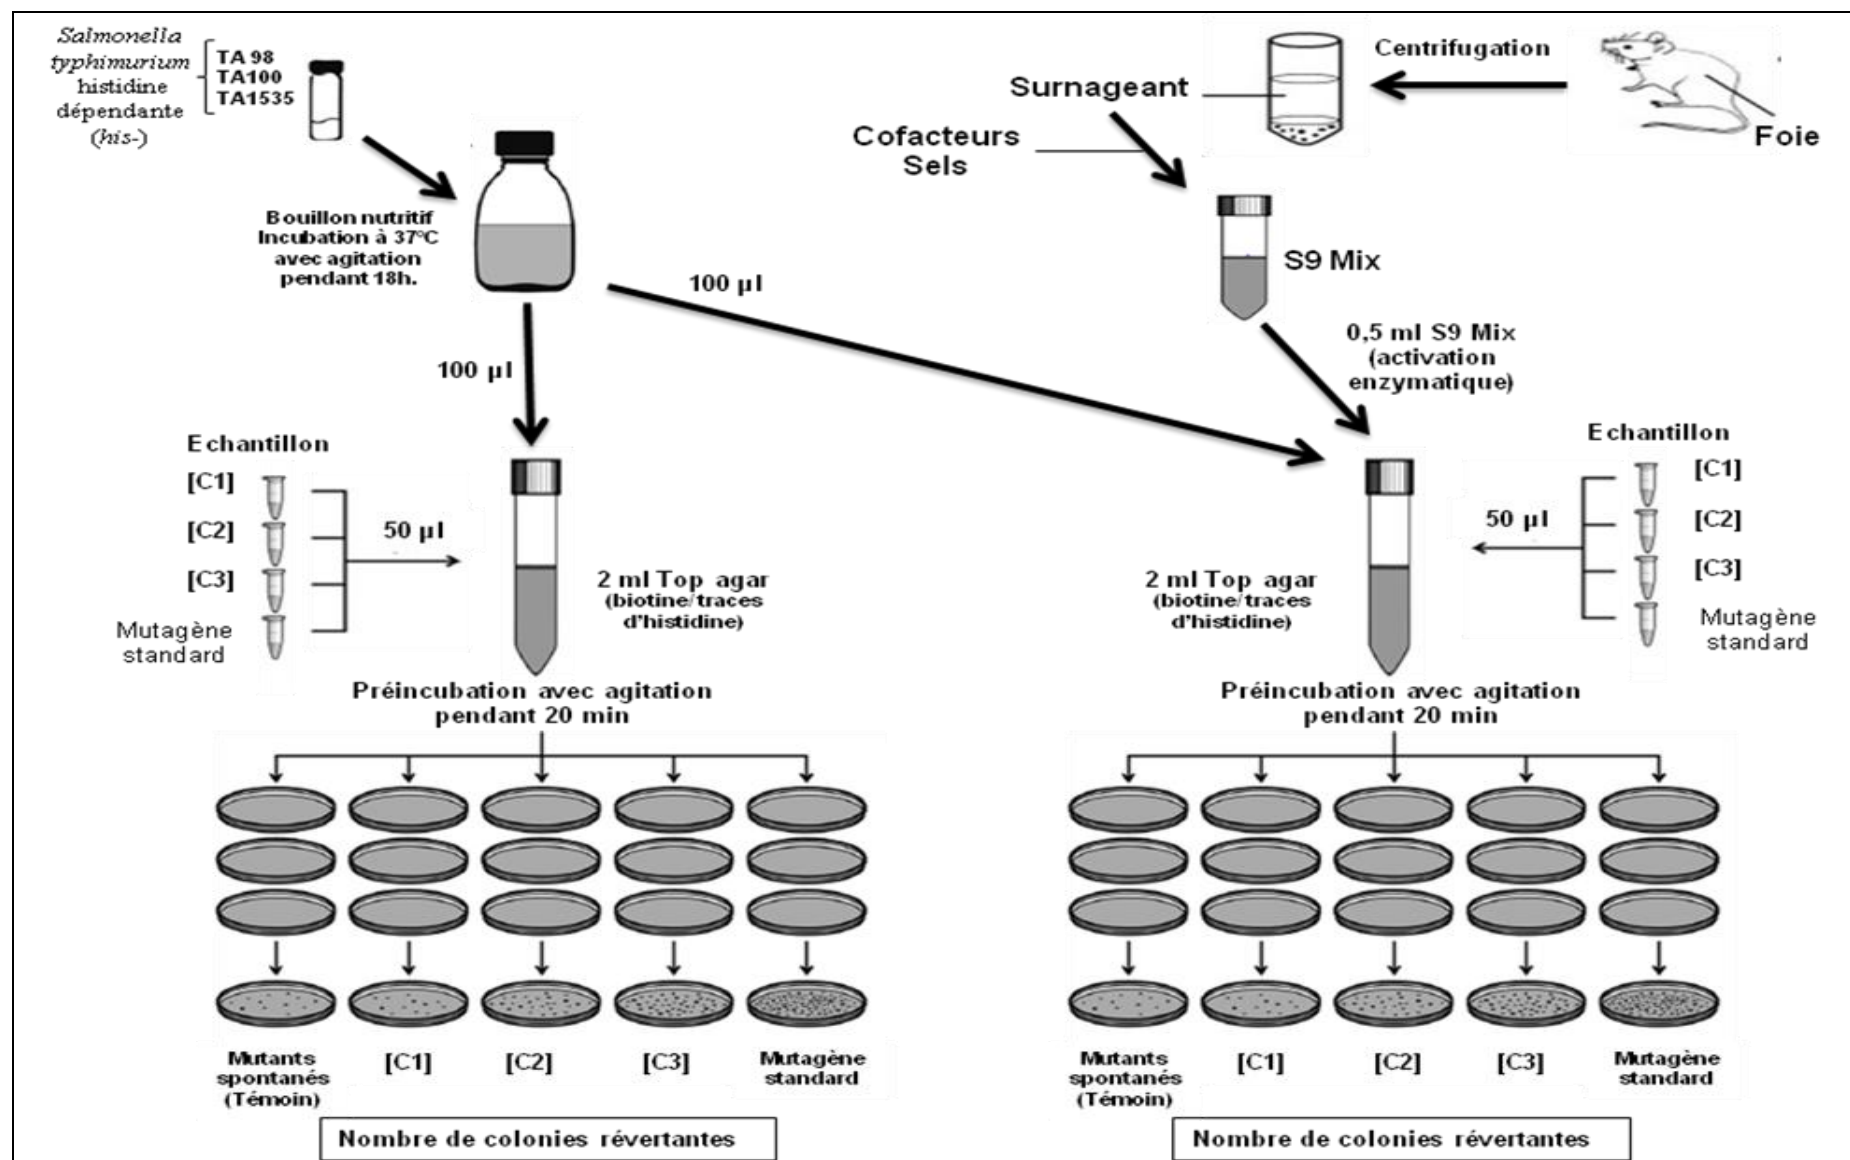 Salmonella
typhimurium
histidine
dépendante
(his-)
TA 98
TA100
TA1535
Bouillon nutritif
Incubation à 37°C
avec agitation
pendant 18h.
Centrifugation
Foie
Surnageant
Cofacteurs
Sels
S9 Mix
100 µl
0,5 ml S9 Mix
(activation
enzymatique)
100 µl
Echantillon
[C1]
[C2]
[C3]
Mutagène
standard
50 µl
2 ml Top agar
(biotine/traces
d'histidine)
Préincubation avec agitation
pendant 20 min
Mutants
spontanés
(Témoin)
[C1]
[C2]
[C3]
Mutagène
standard
Nombre de colonies révertantes
Echantillon
[C1]
[C2]
[C3]
Mutagène
standard
50 µl
2 ml Top agar
(biotine/traces
d'histidine)
Préincubation avec agitation
pendant 20 min
Mutants
spontanés
(Témoin)
[C1]
[C2]
[C3]
Mutagène
standard
Nombre de colonies révertantes